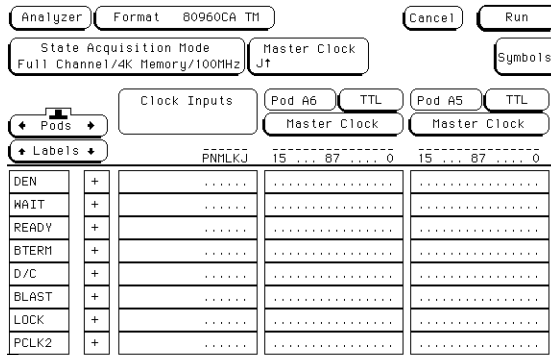 Analyzer Format 80960CA TM Cancel Run
State Acquisition Mode Master Clock
Full Channel/4K Memory/100MHz J↑ Symbols
Clock Inputs Pod A6 TTL Pod A5 TTL
← Pods → Master Clock Master Clock
↑ Labels ↓ PNMLKJ 15 ... 87 .... 0 15 ... 87 .... 0
DEN + ...... ................ ................
WAIT + ...... ................ ................
READY + ...... ................ ................
BTERM + ...... ................ ................
D/C + ...... ................ ................
BLAST + ...... ................ ................
LOCK + ...... ................ ................
PCLK2 + ...... ................ ................